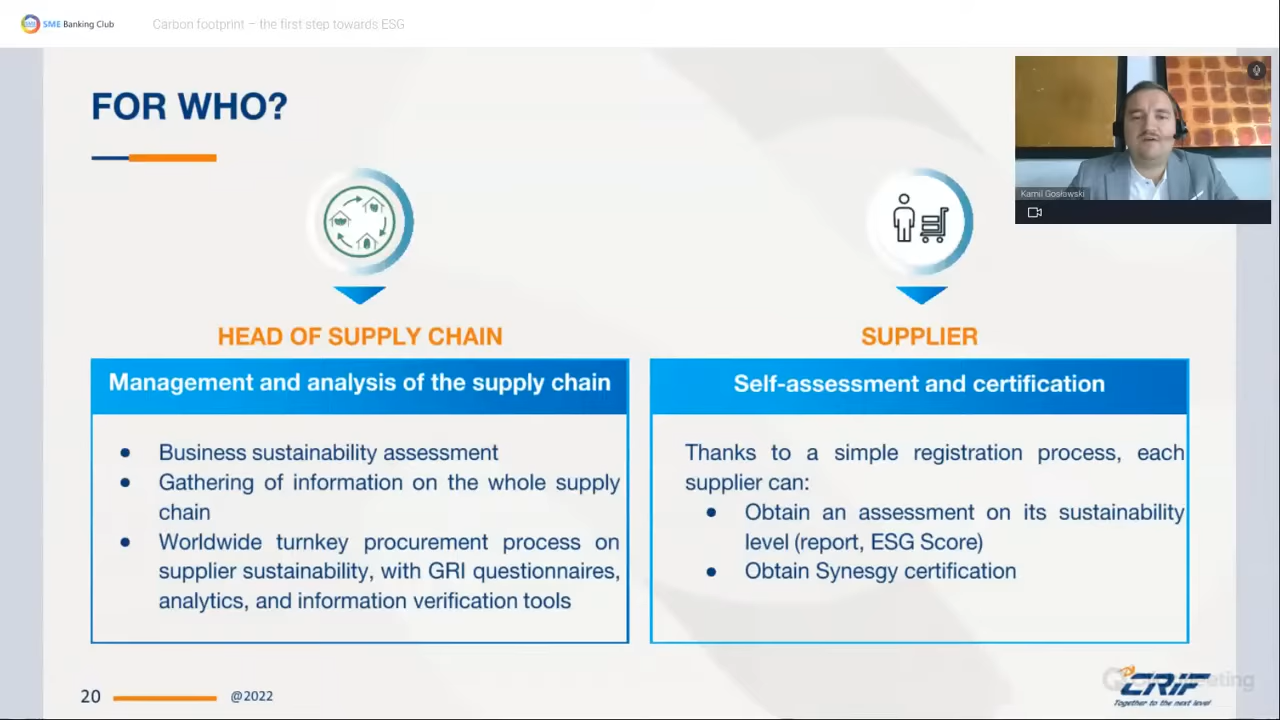 SME Banking Club
Carbon footprint – the first step towards ESG
FOR WHO?
Kamil Gosławski
HEAD OF SUPPLY CHAIN
Management and analysis of the supply chain
● Business sustainability assessment
● Gathering of information on the whole supply
chain
● Worldwide turnkey procurement process on
supplier sustainability, with GRI questionnaires,
analytics, and information verification tools
SUPPLIER
Self-assessment and certification
Thanks to a simple registration process, each
supplier can:
● Obtain an assessment on its sustainability
level (report, ESG Score)
● Obtain Synesgy certification
20
@2022
CRIF
Together to the next level